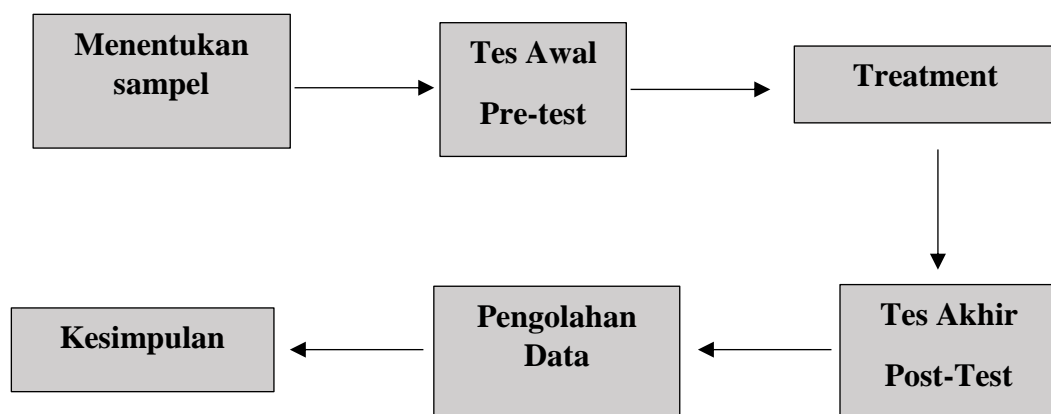 Menentukan
sampel
Tes Awal
Pre-test
Treatment
Tes Akhir
Post-Test
Pengolahan
Data
Kesimpulan